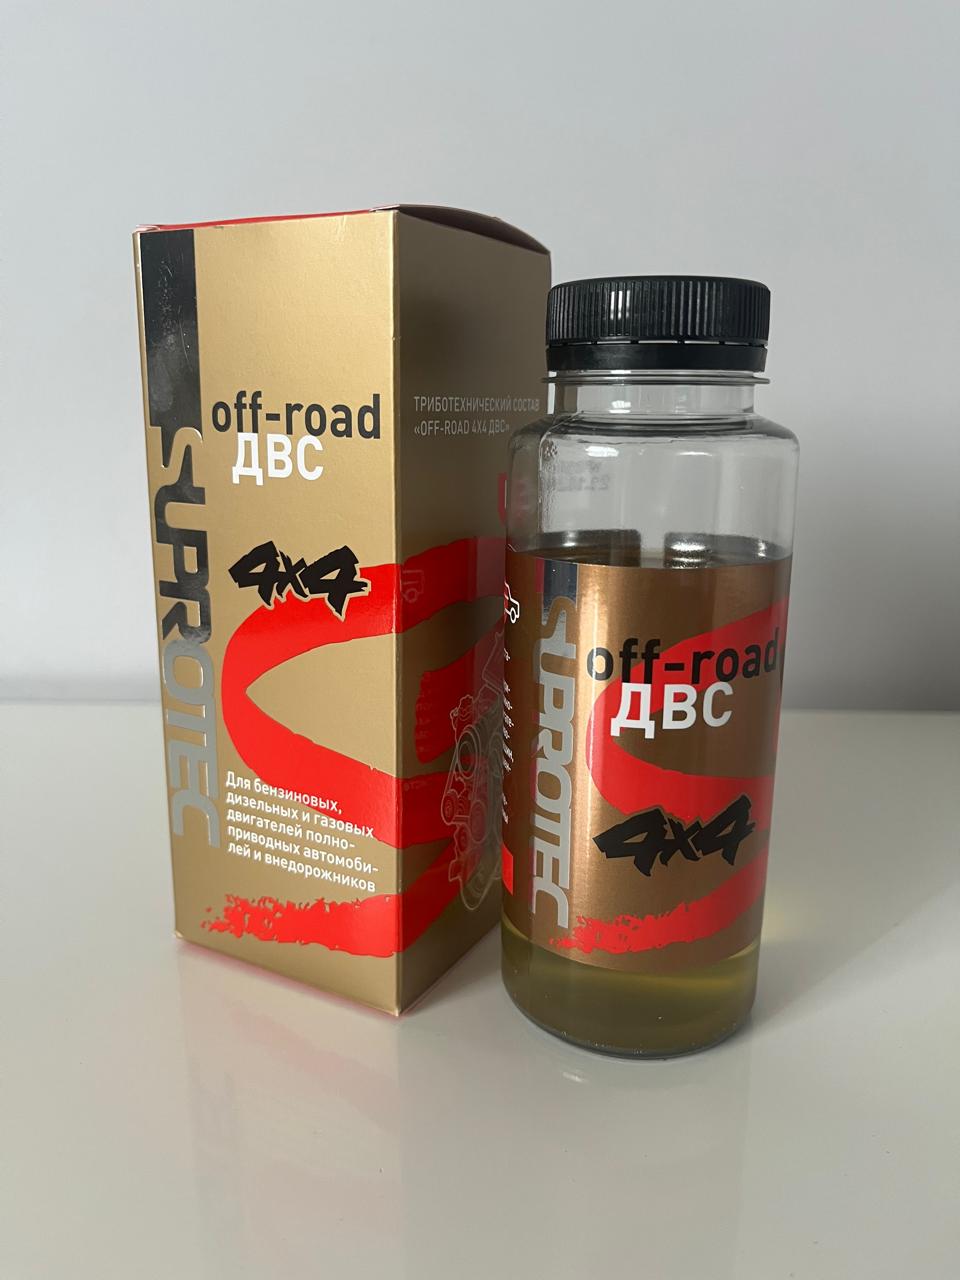 SUPROTEC
off-road
ДВС
4x4
Для бензиновых,
дизельных и газовых
двигателей полно-
приводных автомоби-
лей и внедорожников
ТРИБОТЕХНИЧЕСКИЙ СОСТАВ
«OFF-ROAD 4X4 ДВС»
SUPROTEC
off-road
ДВС
4x4